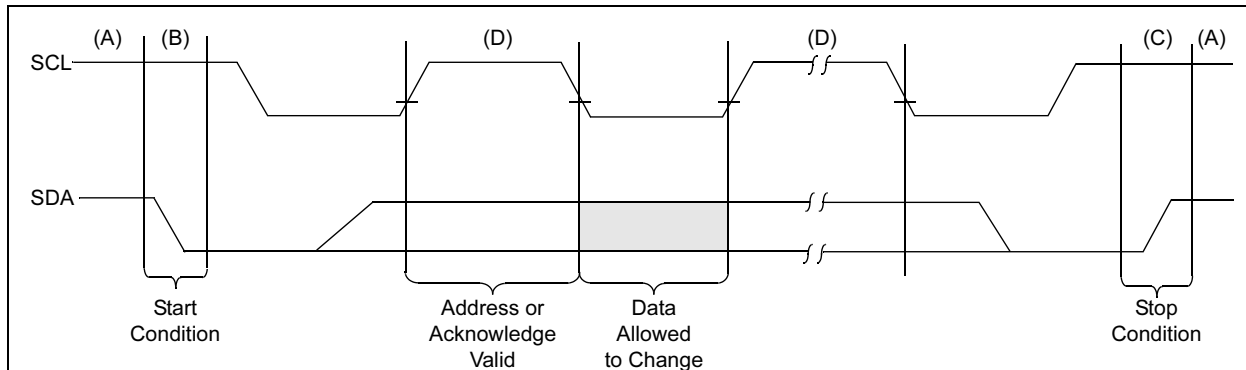 (A) (B) (D) (D) (C) (A)
SCL
SDA
Start
Condition
Address or
Acknowledge
Valid
Data
Allowed
to Change
Stop
Condition